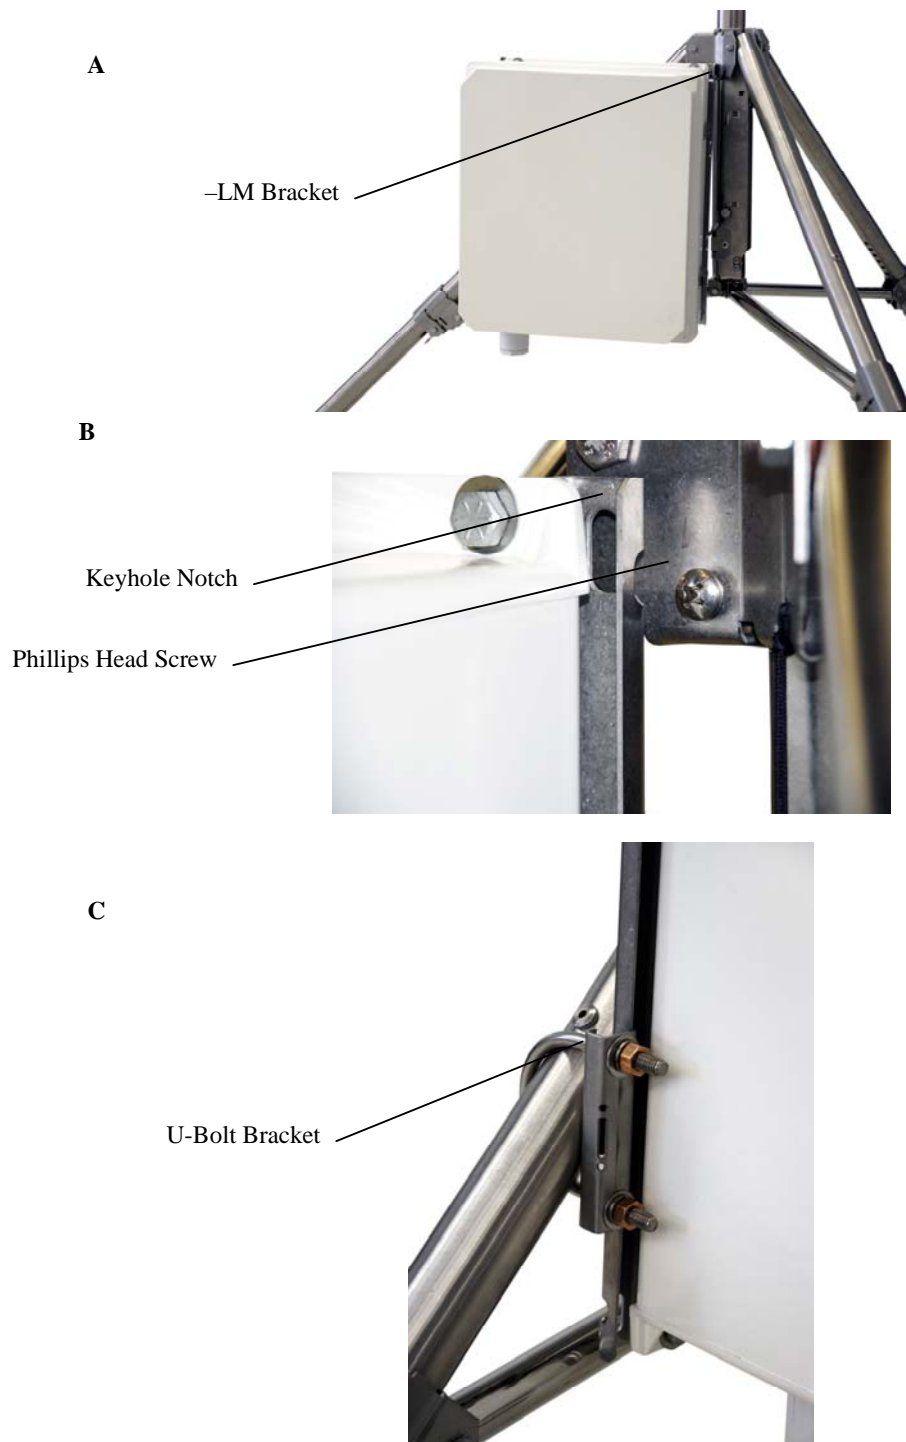 A
–LM Bracket
B
Keyhole Notch
Phillips Head Screw
C
U-Bolt Bracket